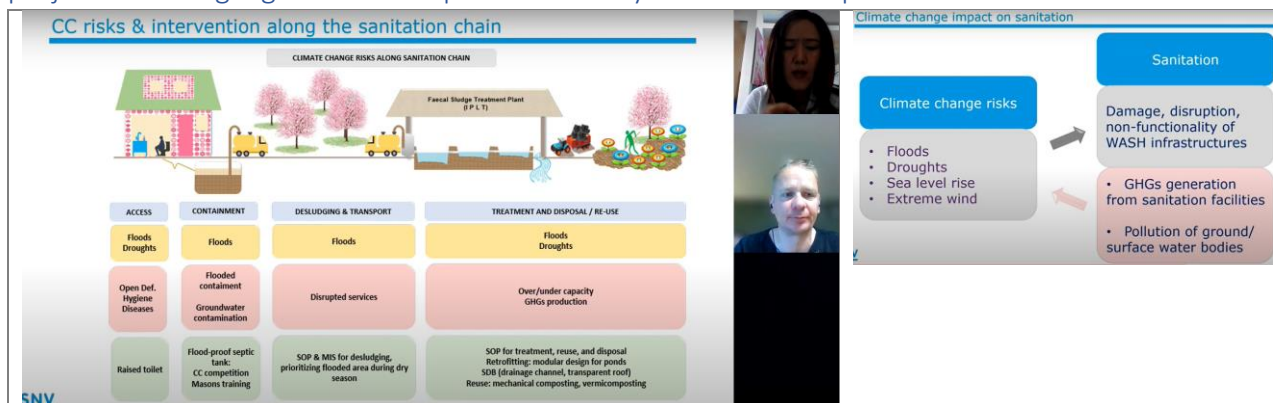 CC risks & intervention along the sanitation chain
CLIMATE CHANGE RISKS ALONG SANITATION CHAIN
Faecal Sludge Treatment Plant
(I P L T)
ACCESS
CONTAINMENT
DESLUDGING & TRANSPORT
TREATMENT AND DISPOSAL / RE-USE
Floods
Droughts
Floods
Floods
Floods
Droughts
Open Def.
Hygiene
Diseases
Flooded
contaiment
Groundwater
contamination
Disrupted services
Over/under capacity
GHGs production
Raised toilet
Flood-proof septic
tank:
CC competition
Masons training
SOP & MIS for desludging,
prioritizing flooded area during dry
season
SOP for treatment, reuse, and disposal
Retrofitting: modular design for ponds
SDB (drainage channel, transparent roof)
Reuse: mechanical composting, vermicomposting
SNV
Climate change impact on sanitation
Climate change risks
• Floods
• Droughts
• Sea level rise
• Extreme wind
Sanitation
Damage, disruption,
non-functionality of
WASH infrastructures
• GHGs generation
from sanitation facilities
• Pollution of ground/
surface water bodies